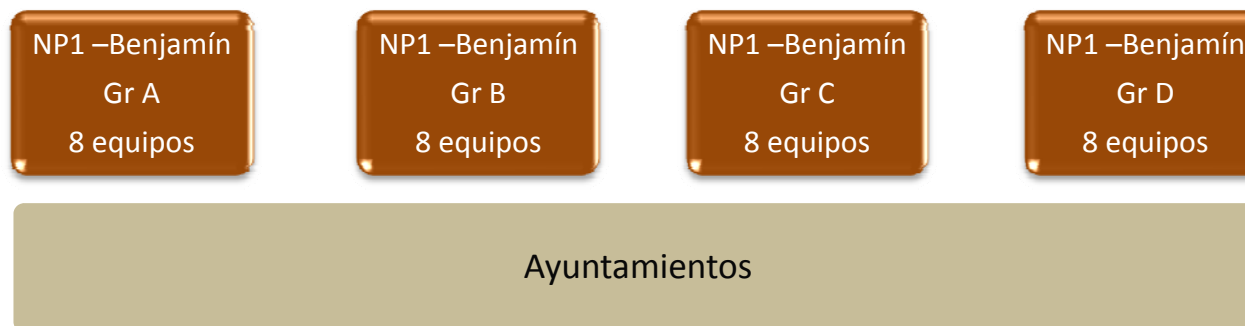 NP1 –Benjamín
Gr A
8 equipos
NP1 –Benjamín
Gr B
8 equipos
NP1 –Benjamín
Gr C
8 equipos
NP1 –Benjamín
Gr D
8 equipos
Ayuntamientos